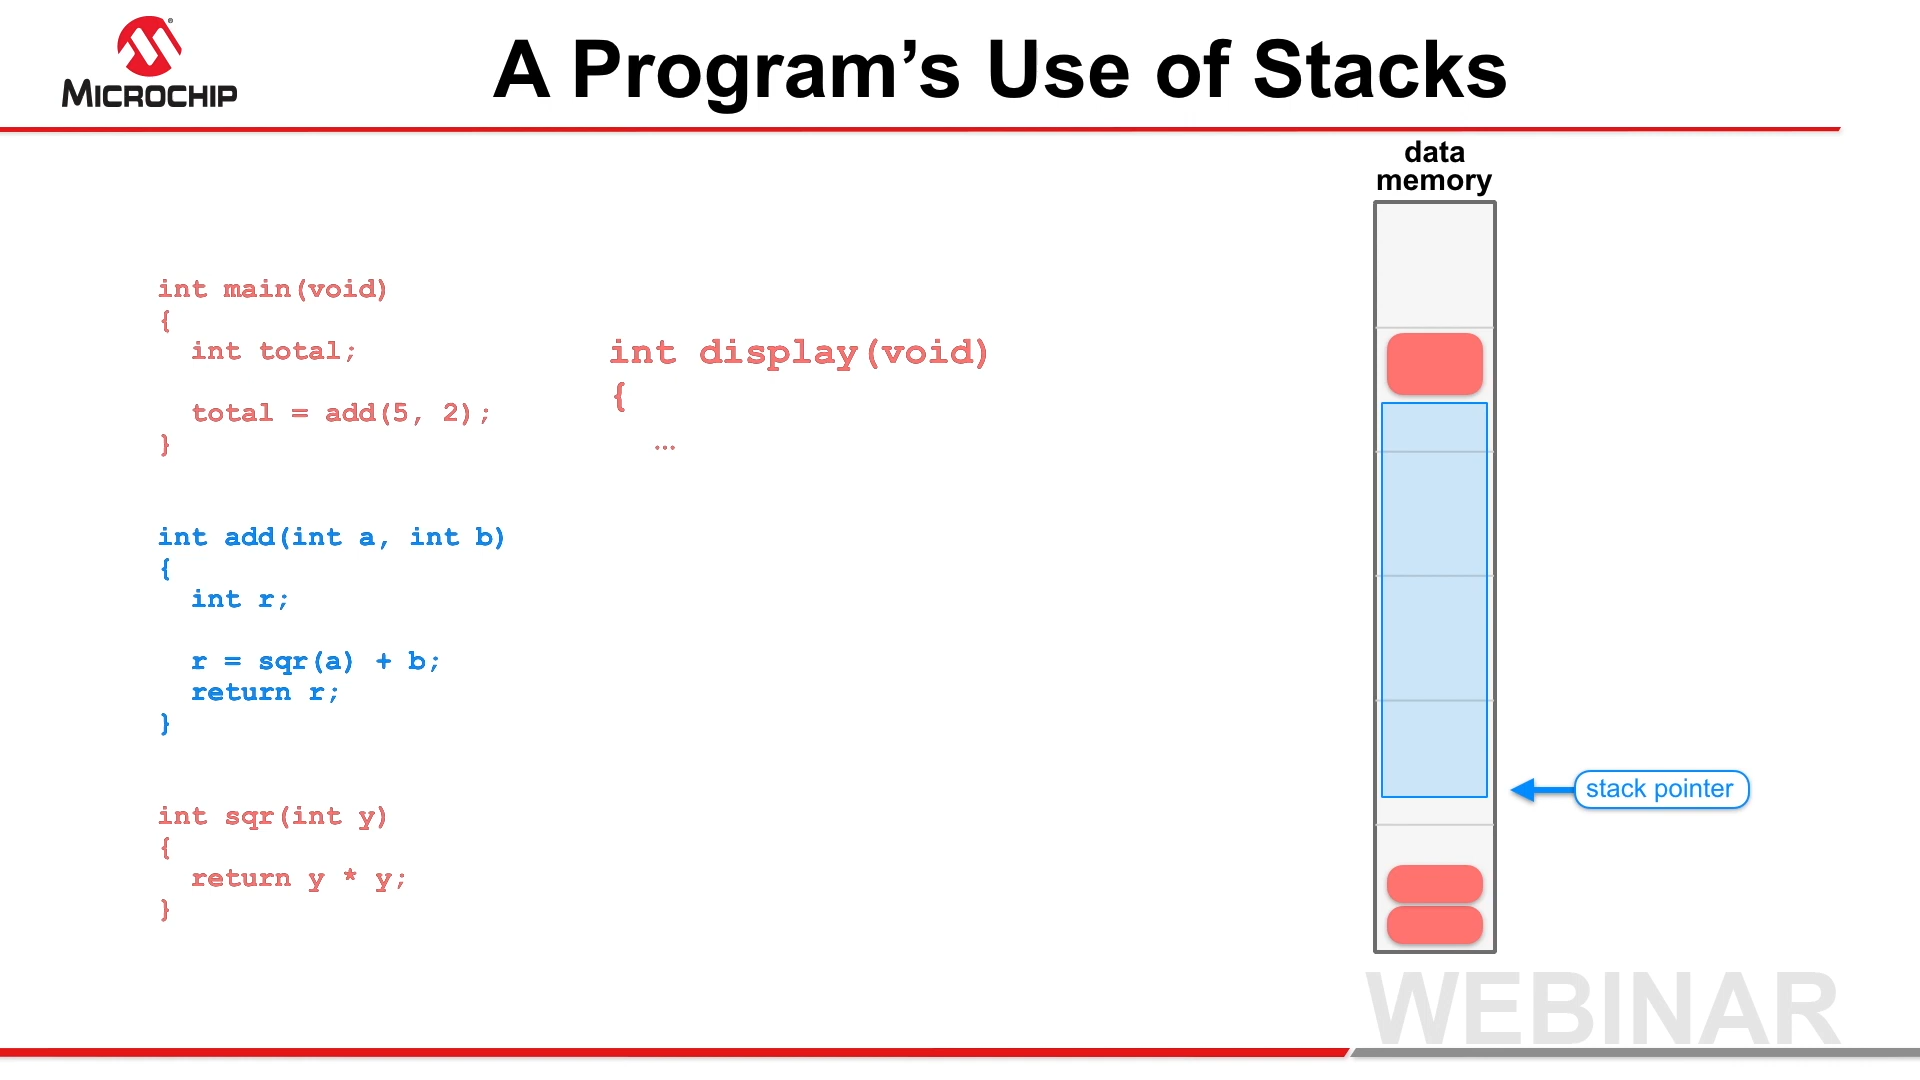 MICROCHIP
A Program’s Use of Stacks
data
memory
int main(void)
{
  int total;
  total = add(5, 2);
}
int display(void)
{
  …
int add(int a, int b)
{
  int r;
  r = sqr(a) + b;
  return r;
}
int sqr(int y)
{
  return y * y;
}
stack pointer
WEBINAR